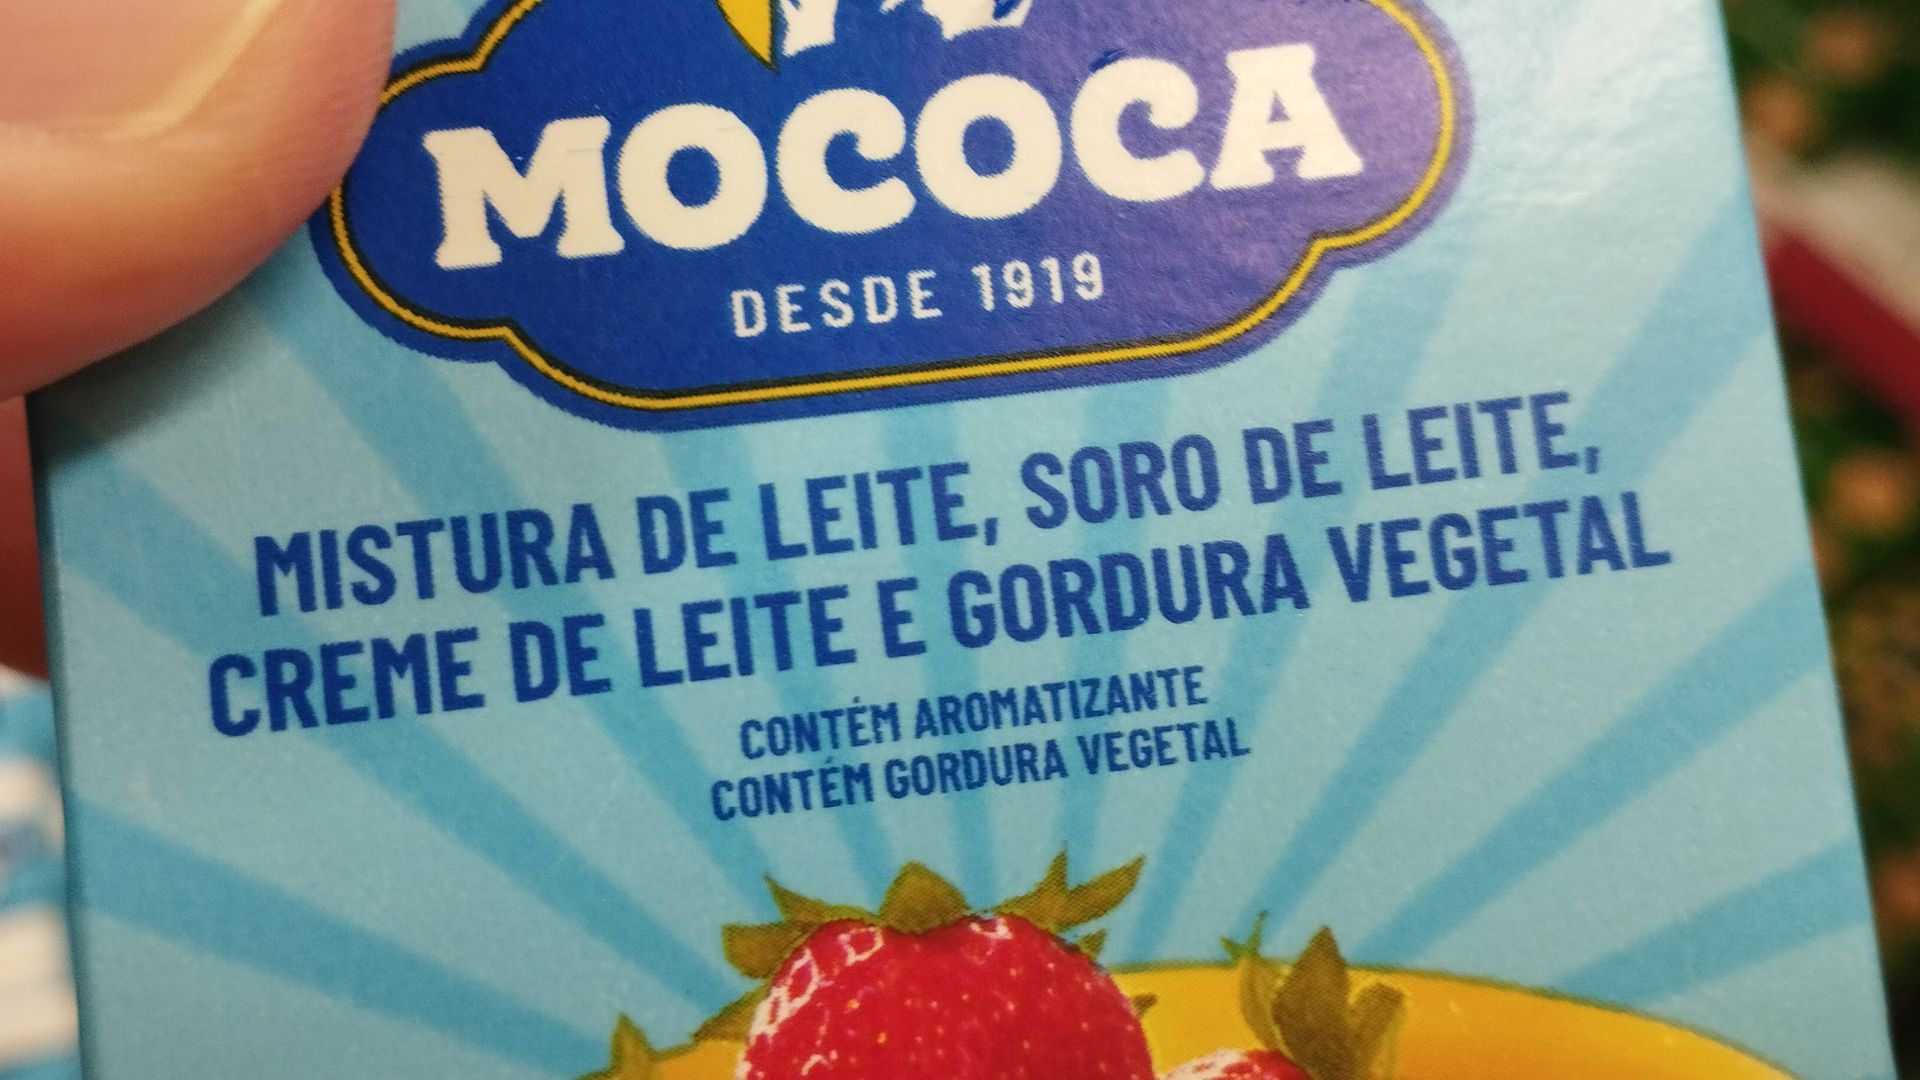 MOCOCA
DESDE 1919
MISTURA DE LEITE, SORO DE LEITE,
CREME DE LEITE E GORDURA VEGETAL
CONTÉM AROMATIZANTE
CONTÉM GORDURA VEGETAL